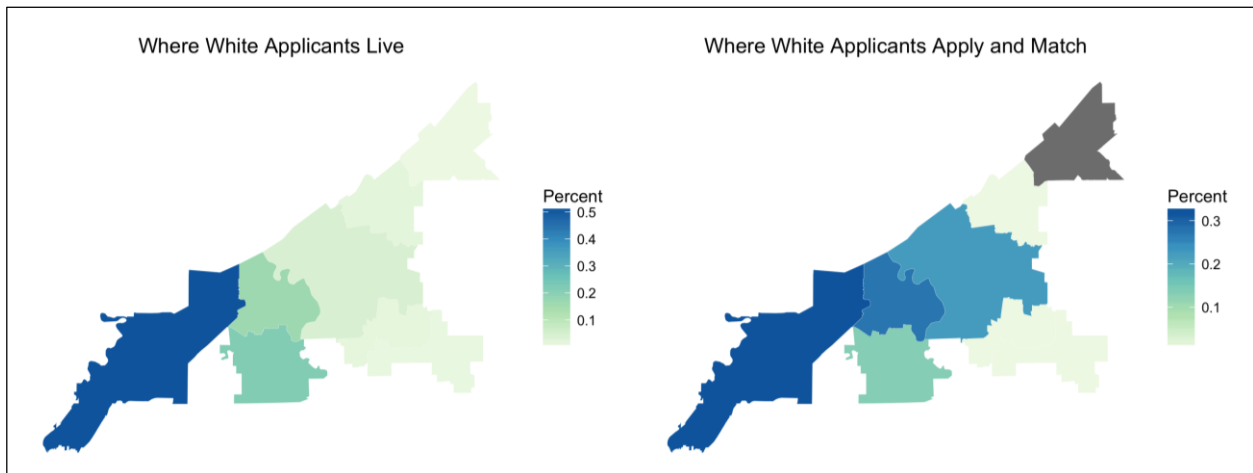 Where White Applicants Live
Percent
0.5
0.4
0.3
0.2
0.1
Where White Applicants Apply and Match
Percent
0.3
0.2
0.1